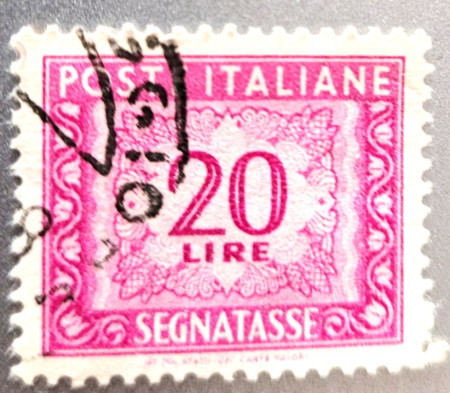 POSTE ITALIANE
20
LIRE
SEGNATASSE